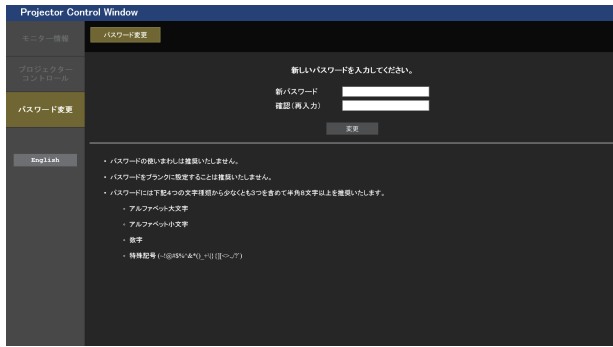 Projector Control Window
モニター情報
パスワード変更
プロジェクター
コントロール
パスワード変更
English
新しいパスワードを入力してください。
新パスワード
確認(再入力)
変更
・ パスワードの使いまわしは推奨いたしません。
・ パスワードをブランクに設定することは推奨いたしません。
・ パスワードには下記4つの文字種類から少なくとも3つを含めて半角8文字以上を推奨いたします。
◦ アルファベット大文字
◦ アルファベット小文字
◦ 数字
◦ 特殊記号